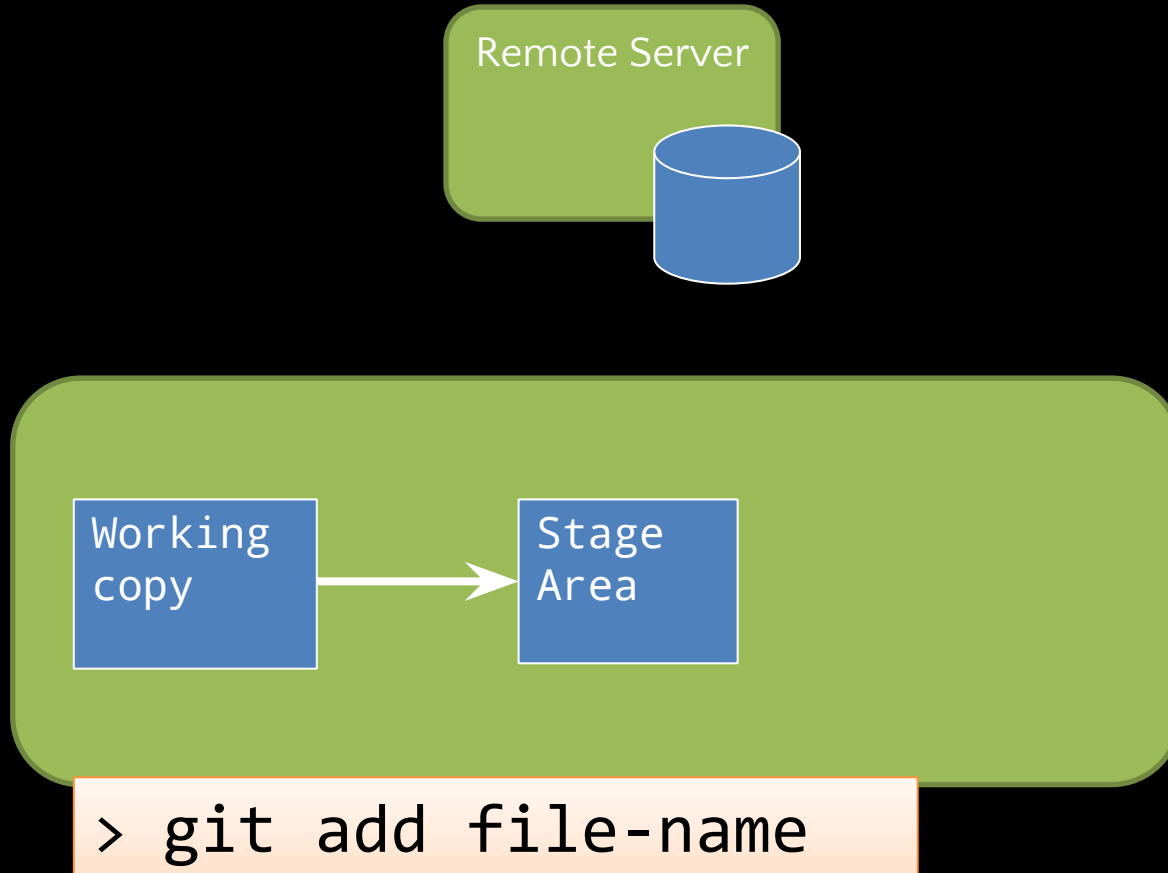 Remote Server
Working
copy
Stage
Area
> git add file-name